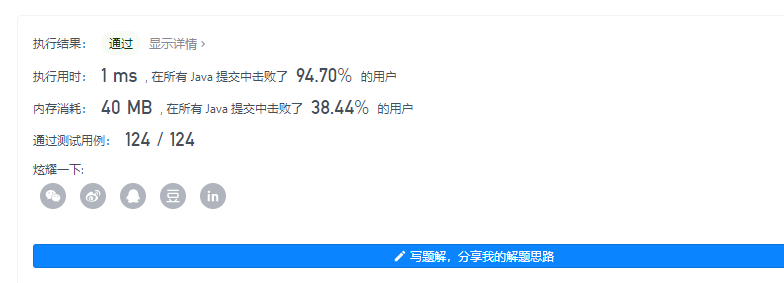 执行结果： 通过 显示详情 ›
执行用时： 1 ms , 在所有 Java 提交中击败了 94.70% 的用户
内存消耗： 40 MB , 在所有 Java 提交中击败了 38.44% 的用户
通过测试用例： 124 / 124
炫耀一下:
豆 in
写题解，分享我的解题思路